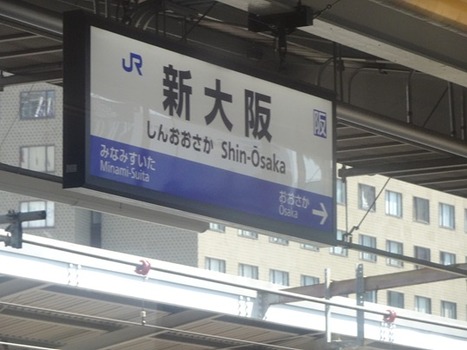 JR
新大阪
阪
しんおおさか Shin-Ōsaka
みなみすいた
Minami-Suita
おおさか
Ōsaka